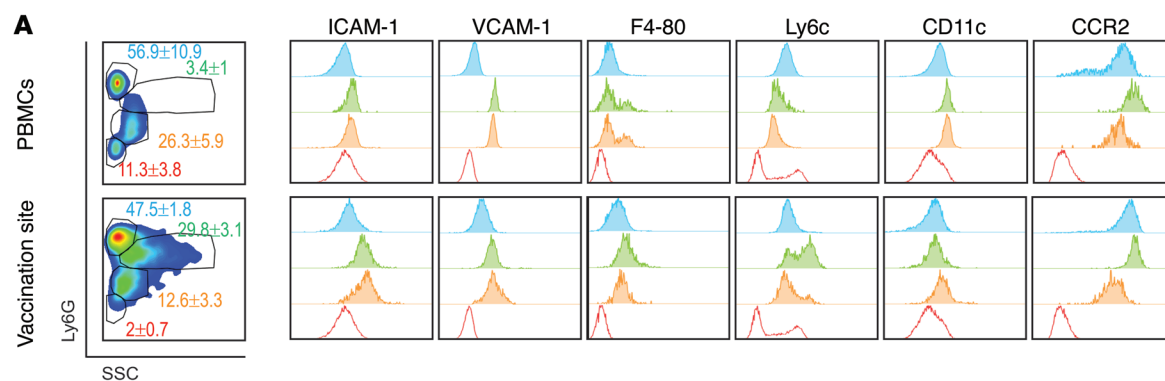 A
ICAM-1
VCAM-1
F4-80
Ly6c
CD11c
CCR2
PBMCs
56.9±10.9
3.4±1
26.3±5.9
11.3±3.8
Vaccination site
47.5±1.8
29.8±3.1
12.6±3.3
2±0.7
Ly6G
SSC